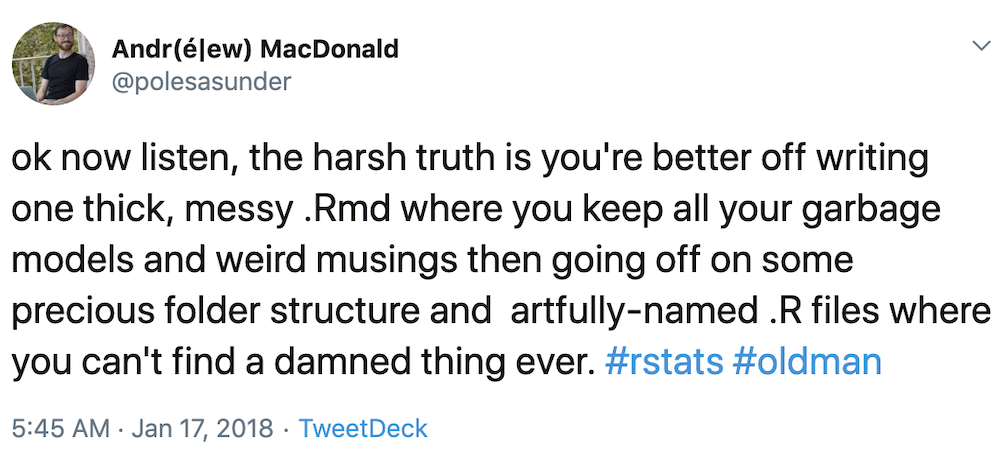 Andr(é|ew) MacDonald
@polesasunder
ok now listen, the harsh truth is you're better off writing
one thick, messy .Rmd where you keep all your garbage
models and weird musings then going off on some
precious folder structure and  artfully-named .R files where
you can't find a damned thing ever. #rstats #oldman
5:45 AM · Jan 17, 2018 · TweetDeck